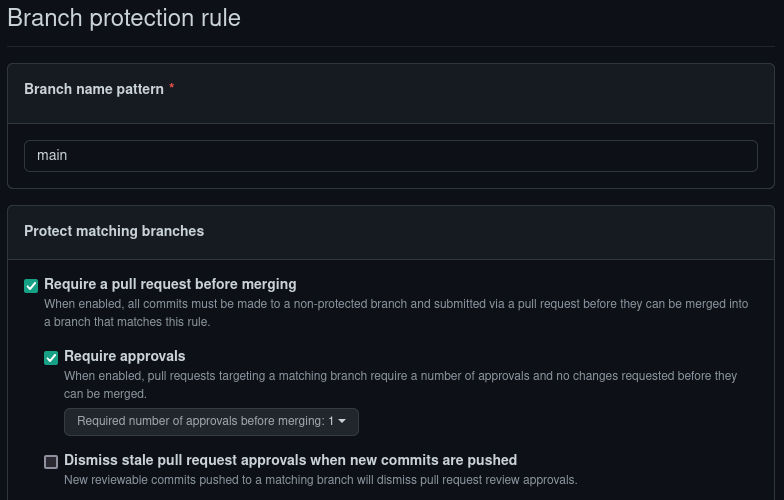 Branch protection rule
Branch name pattern *
main
Protect matching branches
Require a pull request before merging
When enabled, all commits must be made to a non-protected branch and submitted via a pull request before they can be merged into
a branch that matches this rule.
Require approvals
When enabled, pull requests targeting a matching branch require a number of approvals and no changes requested before they
can be merged.
Required number of approvals before merging: 1
Dismiss stale pull request approvals when new commits are pushed
New reviewable commits pushed to a matching branch will dismiss pull request review approvals.